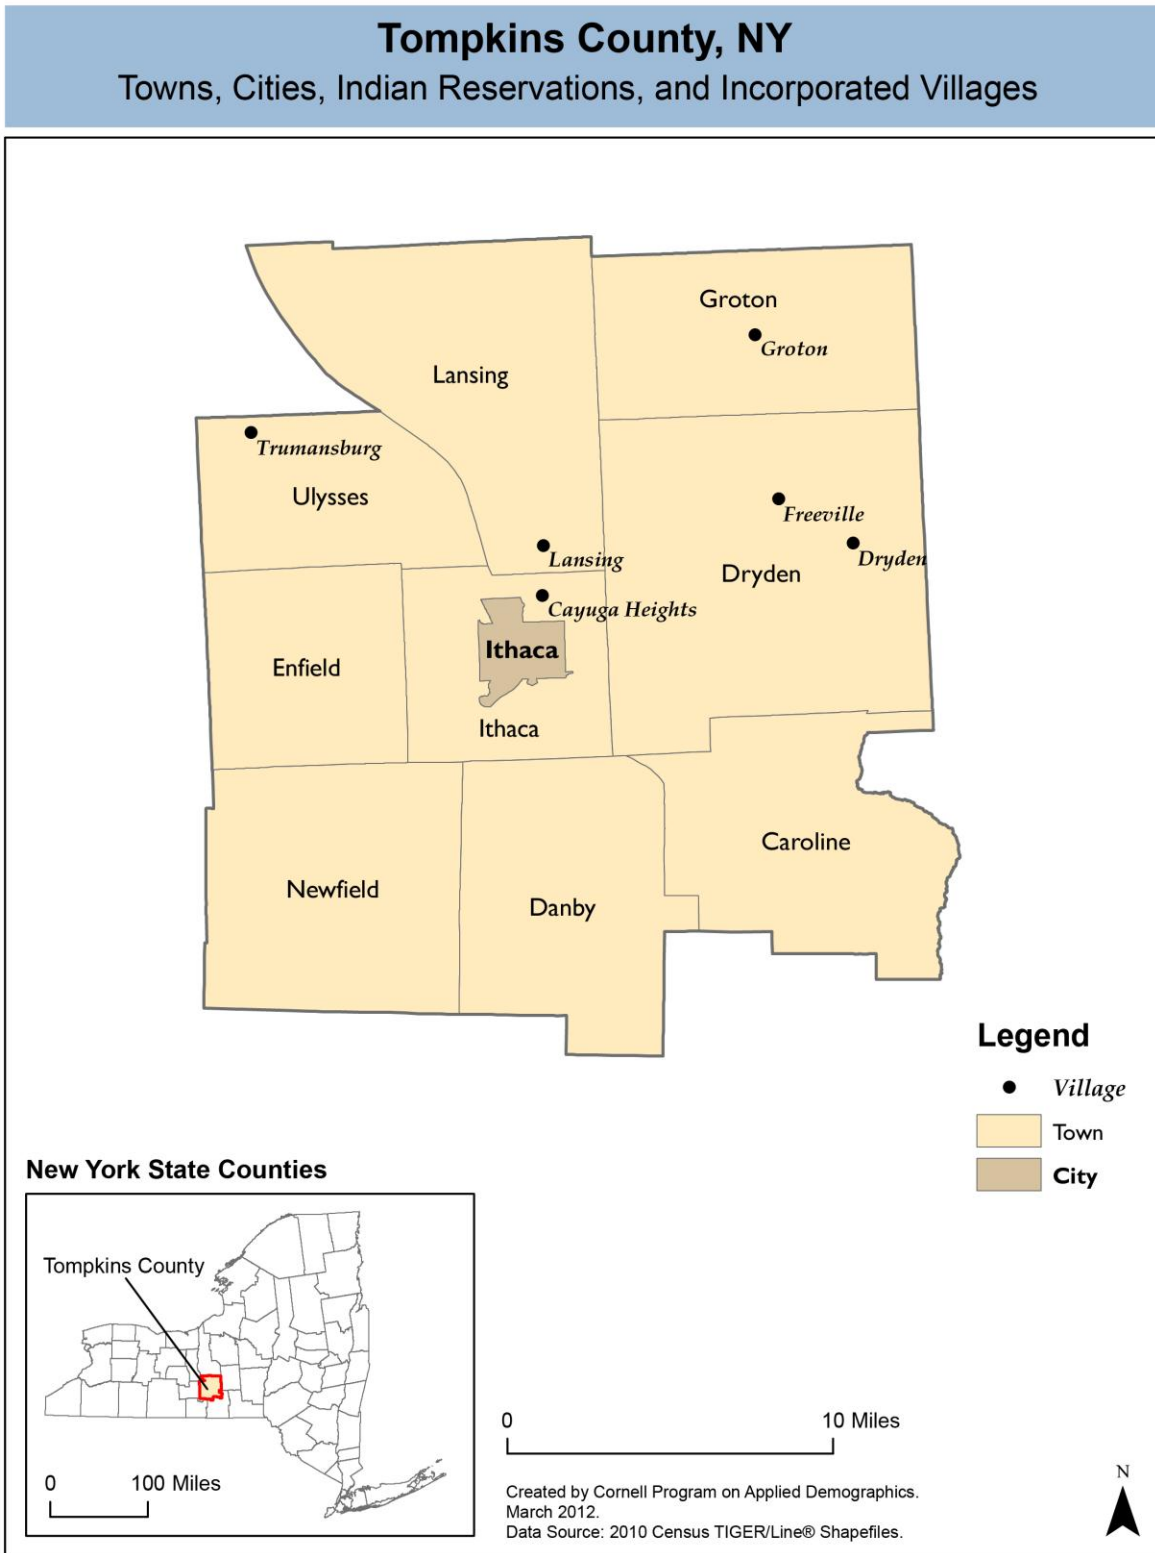 Tompkins County, NY
Towns, Cities, Indian Reservations, and Incorporated Villages
Groton
Groton
Lansing
Trumansburg
Ulysses
Freeville
Lansing
Dryden
Dryden
Cayuga Heights
Ithaca
Enfield
Ithaca
Caroline
Newfield
Danby
Legend
Village
Town
City
New York State Counties
Tompkins County
0 100 Miles
0 10 Miles
Created by Cornell Program on Applied Demographics.
March 2012.
Data Source: 2010 Census TIGER/Line® Shapefiles.
N